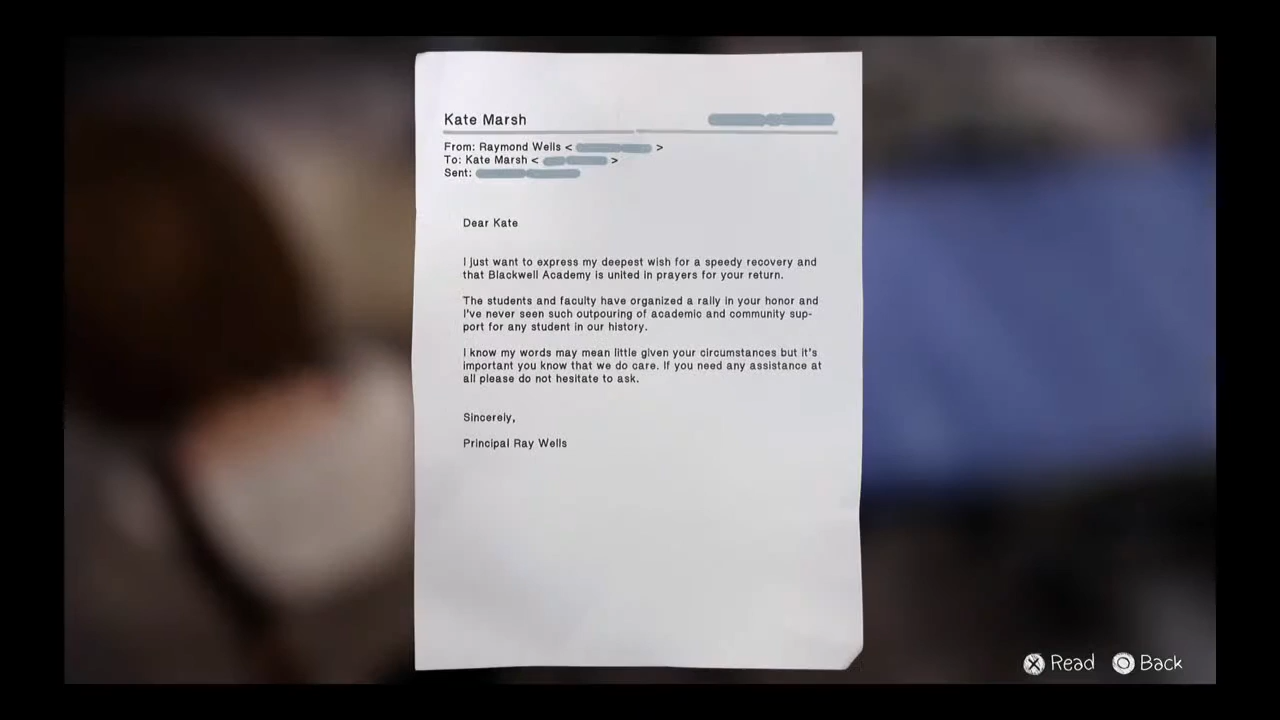 Kate Marsh
From: Raymond Wells < >
To: Kate Marsh < >
Sent:
Dear Kate
I just want to express my deepest wish for a speedy recovery and
that Blackwell Academy is united in prayers for your return.
The students and faculty have organized a rally in your honor and
I've never seen such outpouring of academic and community sup-
port for any student in our history.
I know my words may mean little given your circumstances but it's
important you know that we do care. If you need any assistance at
all please do not hesitate to ask.
Sincerely,
Principal Ray Wells
Read Back